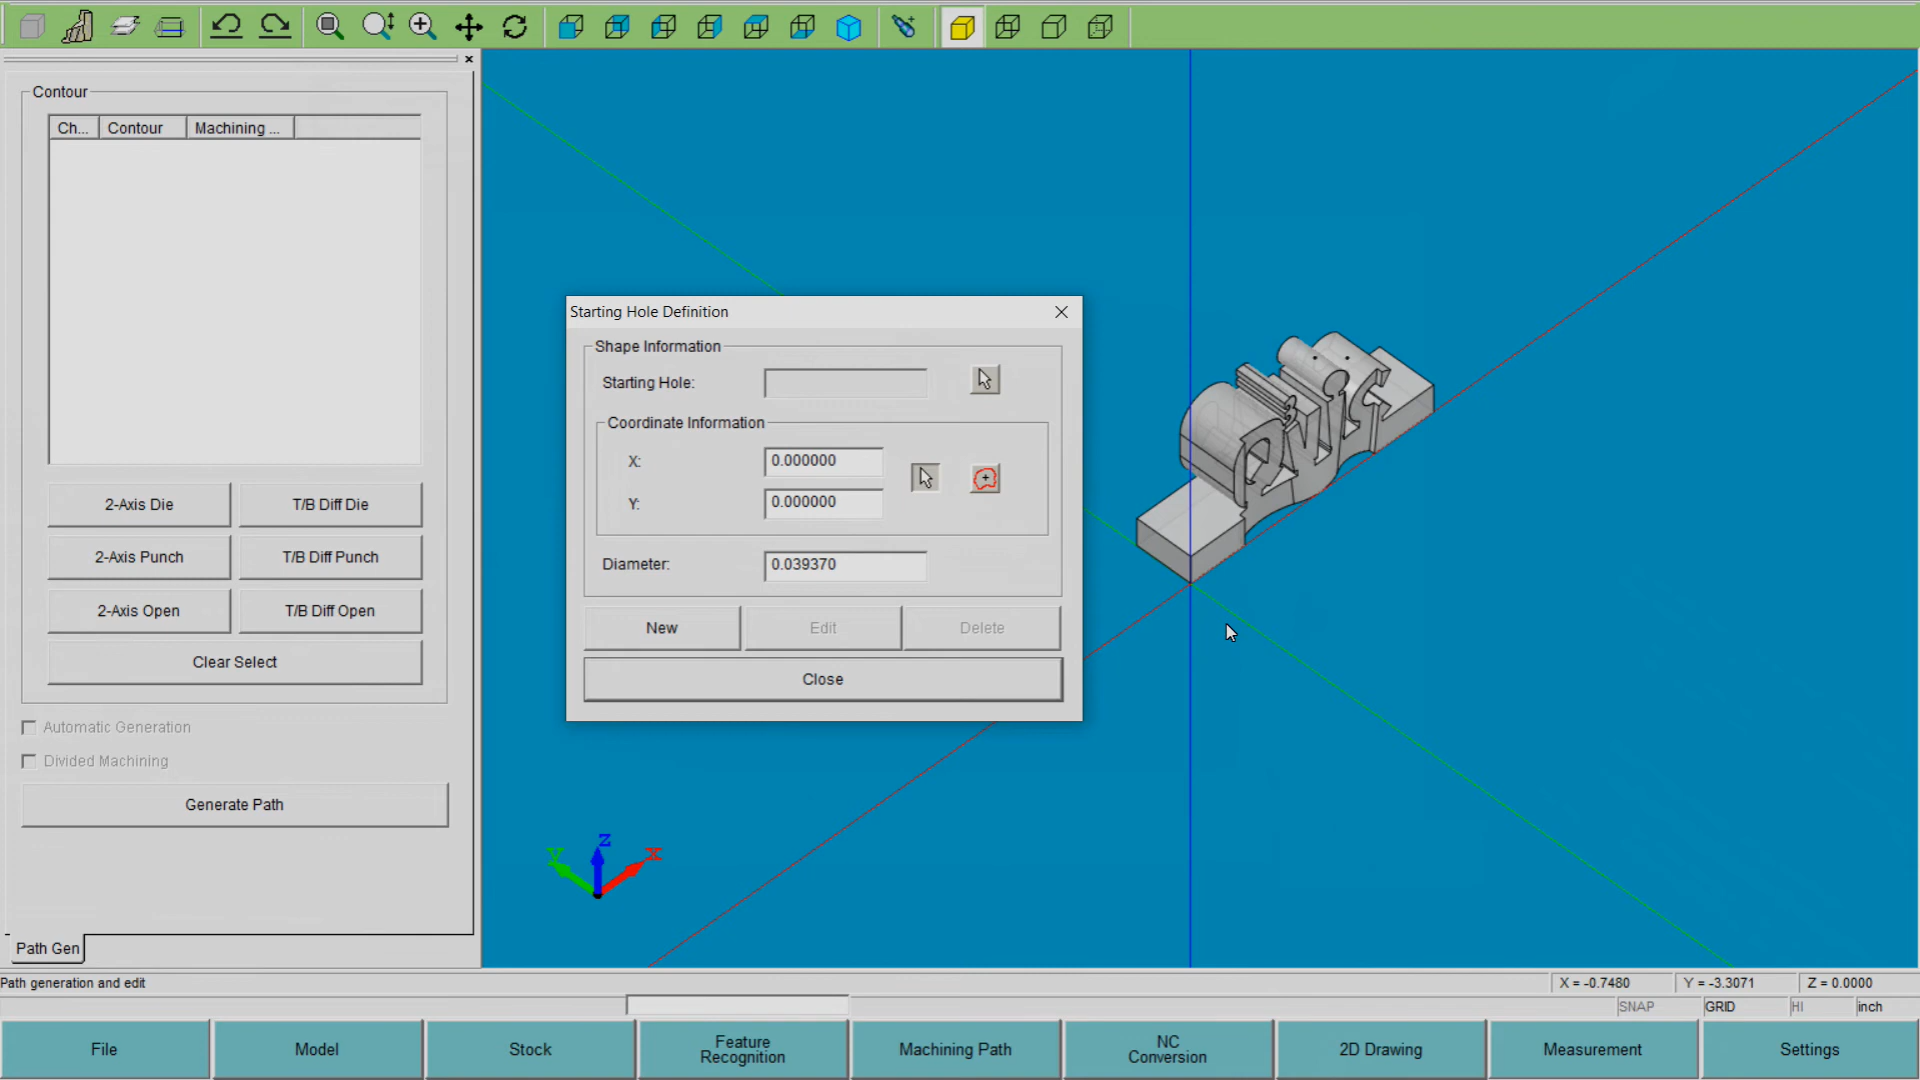 Contour
Ch...
Contour
Machining ...
2-Axis Die
T/B Diff Die
2-Axis Punch
T/B Diff Punch
2-Axis Open
T/B Diff Open
Clear Select
Automatic Generation
Divided Machining
Generate Path
Path Gen
Starting Hole Definition
Shape Information
Starting Hole:
Coordinate Information
X:
0.000000
Y:
0.000000
Diameter:
0.039370
New
Edit
Delete
Close
Z
Y
X
Path generation and edit
X = -0.7480
Y = -3.3071
Z = 0.0000
SNAP
GRID
HI
inch
File
Model
Stock
Feature
Recognition
Machining Path
NC
Conversion
2D Drawing
Measurement
Settings